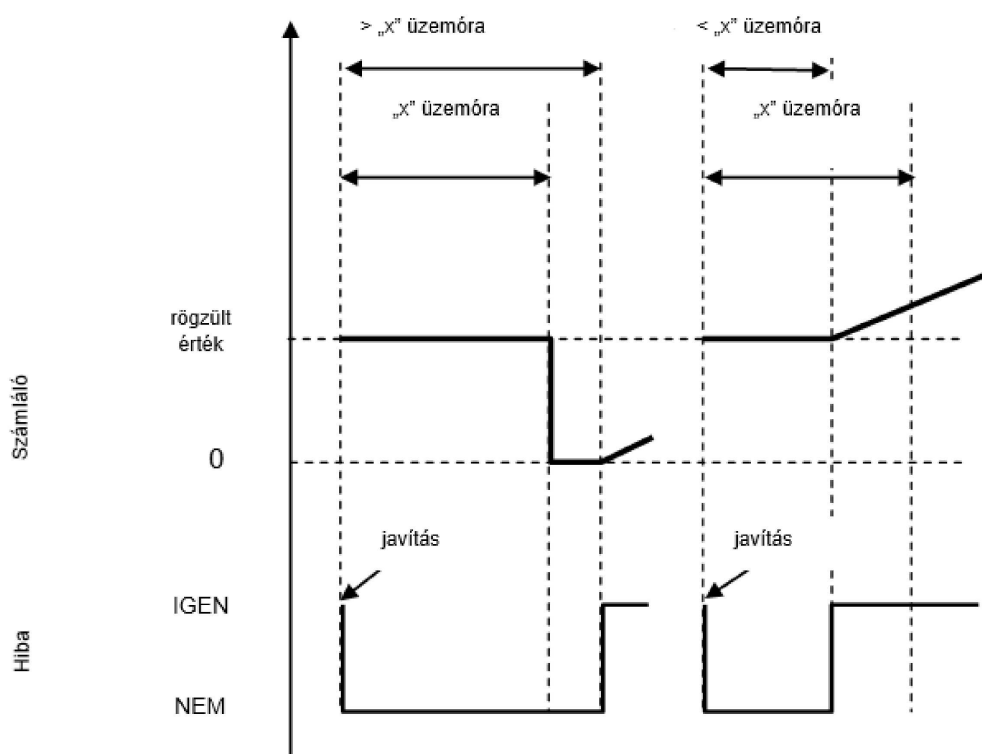 > „x” üzemóra
< „x” üzemóra
„x” üzemóra
„x” üzemóra
rögzült
érték
Számláló
0
javítás
javítás
IGEN
Hiba
NEM